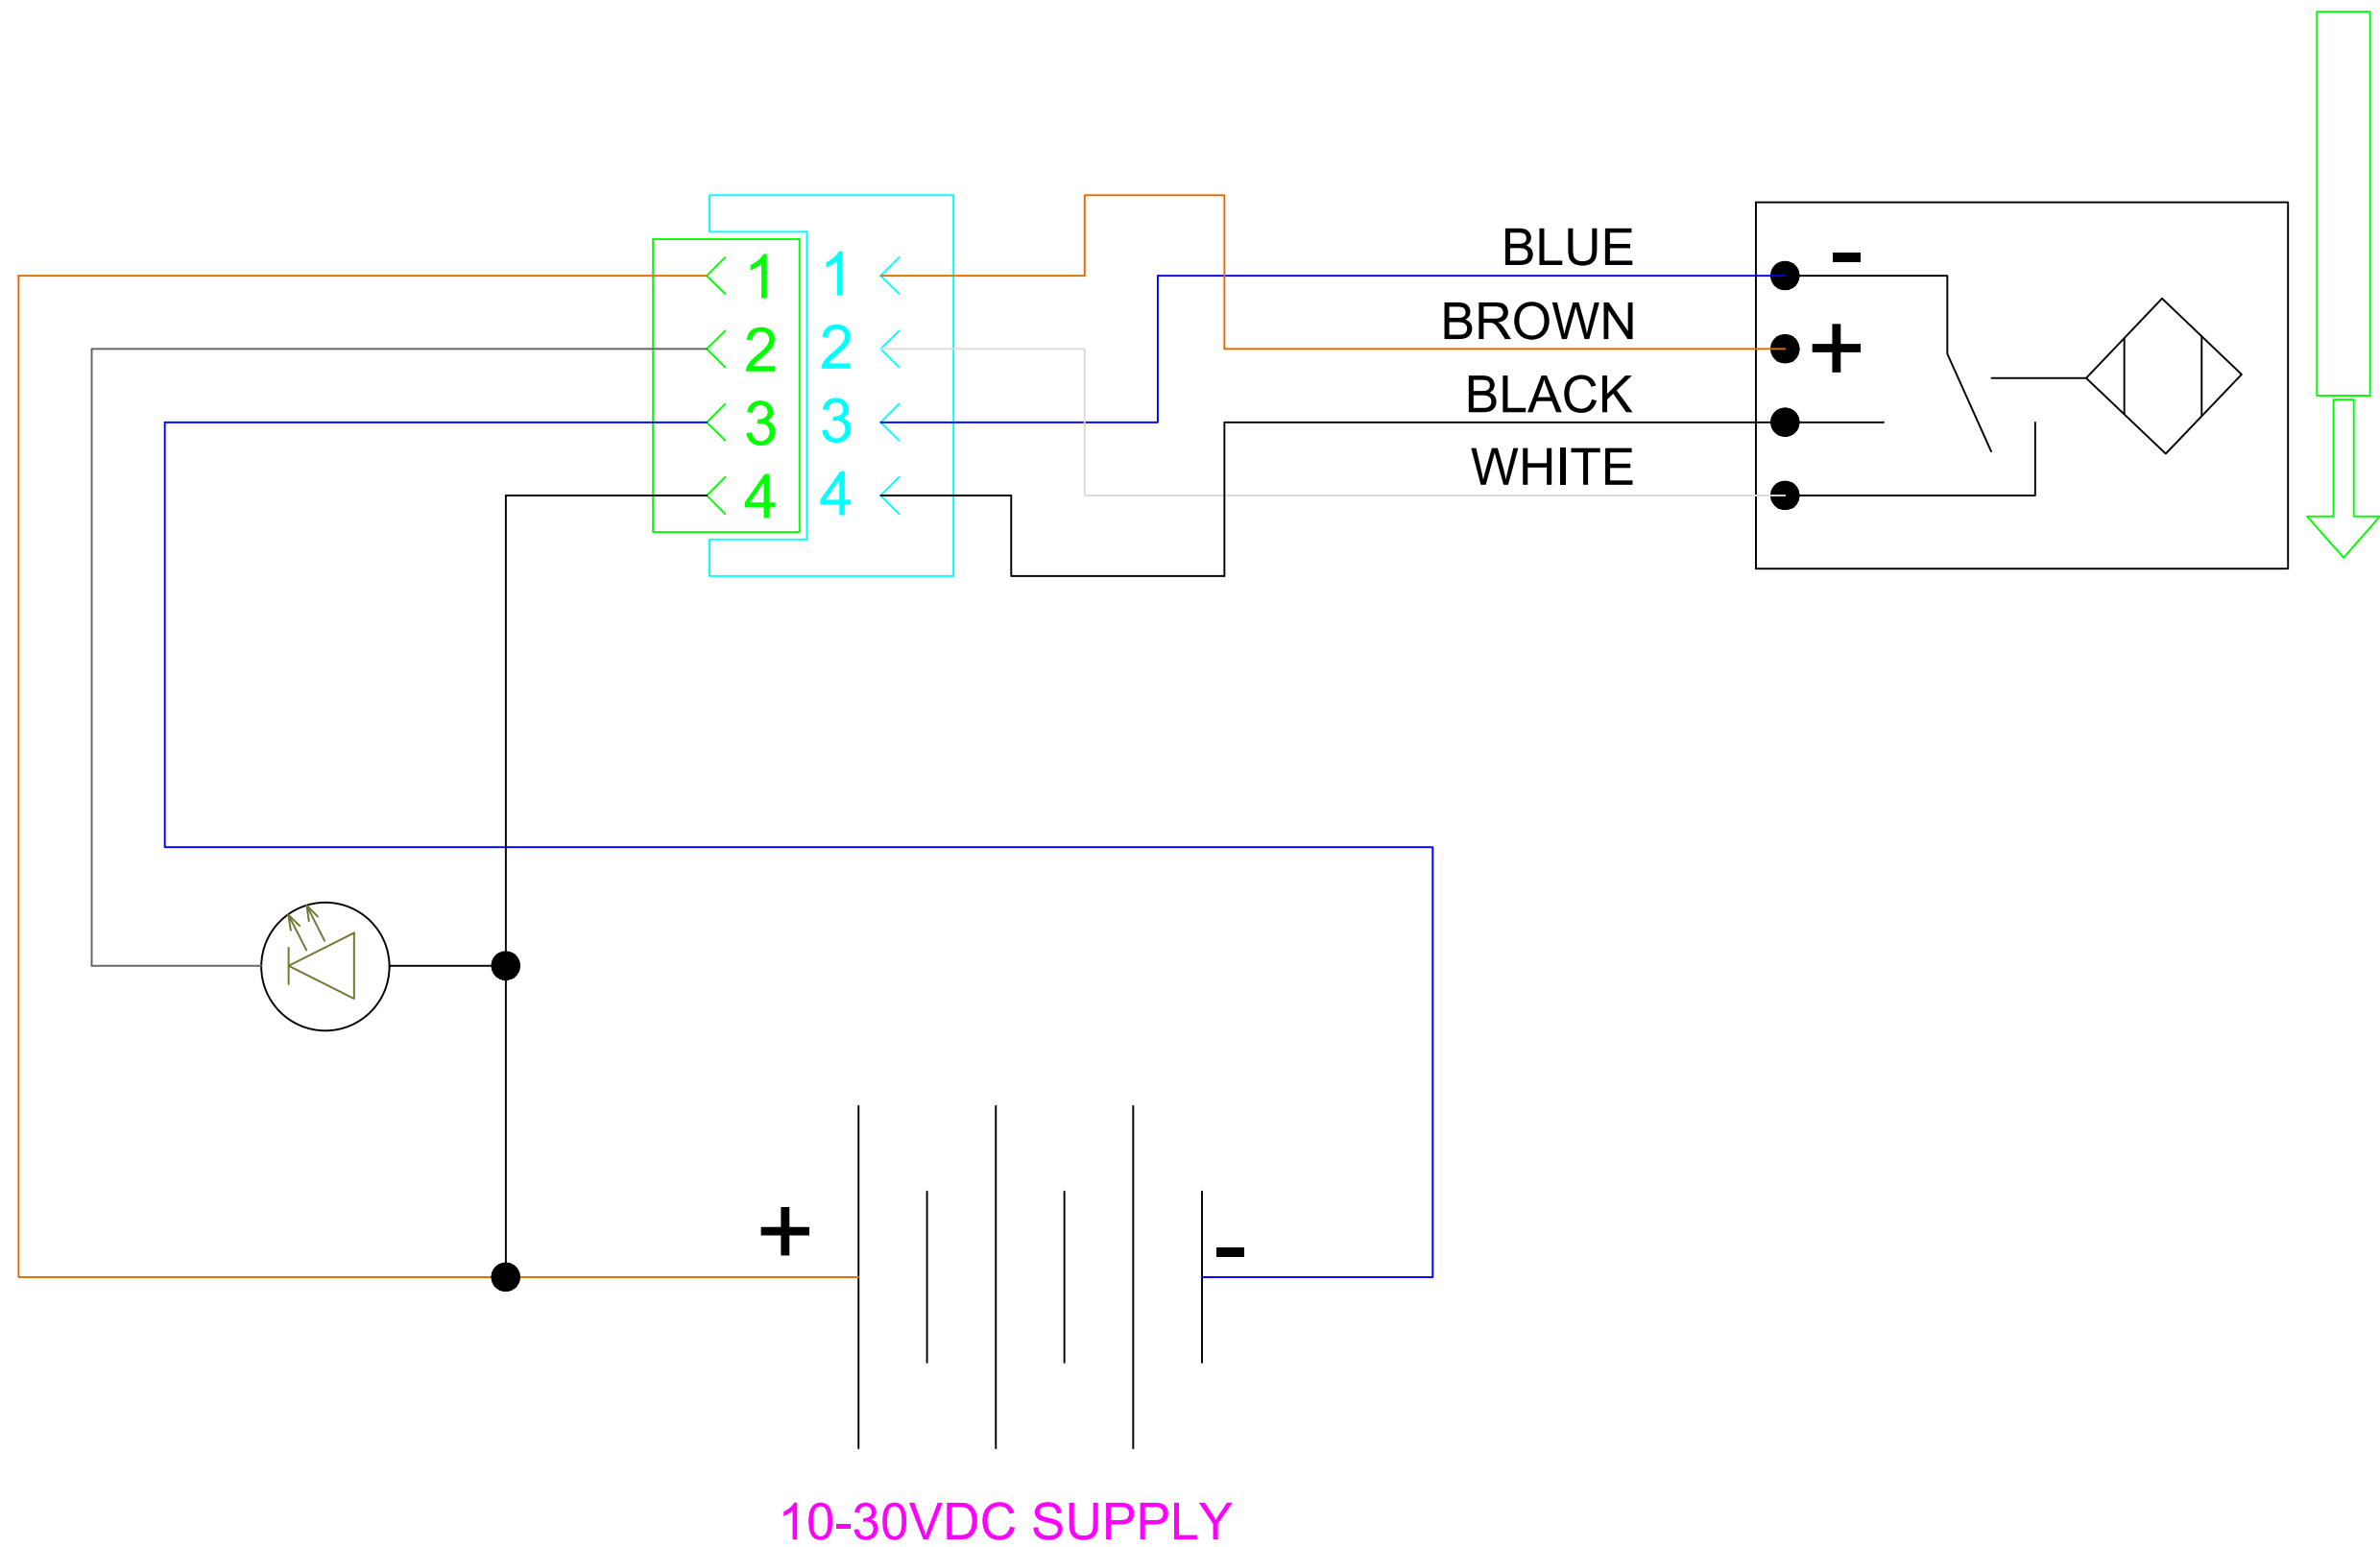 1 1
2 2
3 3
4 4
BLUE -
BROWN +
BLACK
WHITE
+ -
10-30VDC SUPPLY